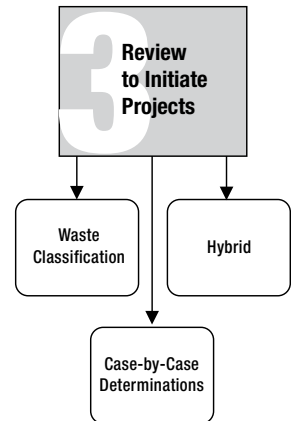 3
Review
to Initiate
Projects
Waste
Classification
Hybrid
Case-by-Case
Determinations